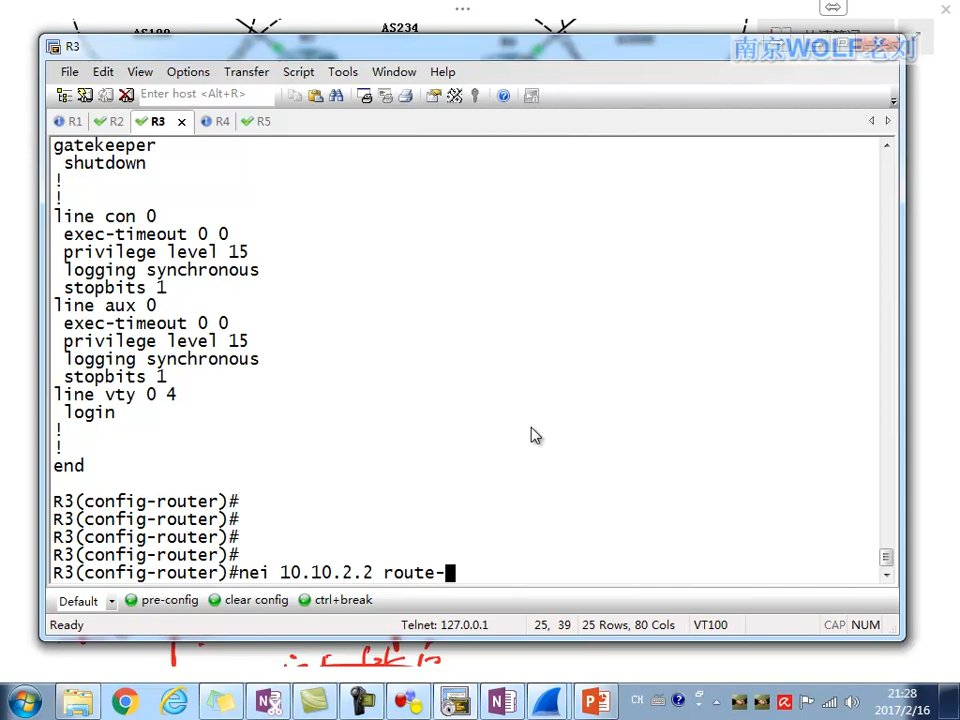 AS234
南京WOLF老刘
R3
File Edit View Options Transfer Script Tools Window Help
Enter host <Alt+R>
R1 R2 R3 R4 R5
gatekeeper
shutdown
!
!
line con 0
exec-timeout 0 0
privilege level 15
logging synchronous
stopbits 1
line aux 0
exec-timeout 0 0
privilege level 15
logging synchronous
stopbits 1
line vty 0 4
login
!
!
end
R3(config-router)#
R3(config-router)#
R3(config-router)#
R3(config-router)#
R3(config-router)#nei 10.10.2.2 route-
Default pre-config clear config ctrl+break
Ready Telnet: 127.0.0.1 25, 39 25 Rows, 80 Cols VT100 CAP NUM
CH 21:28
2017/2/16